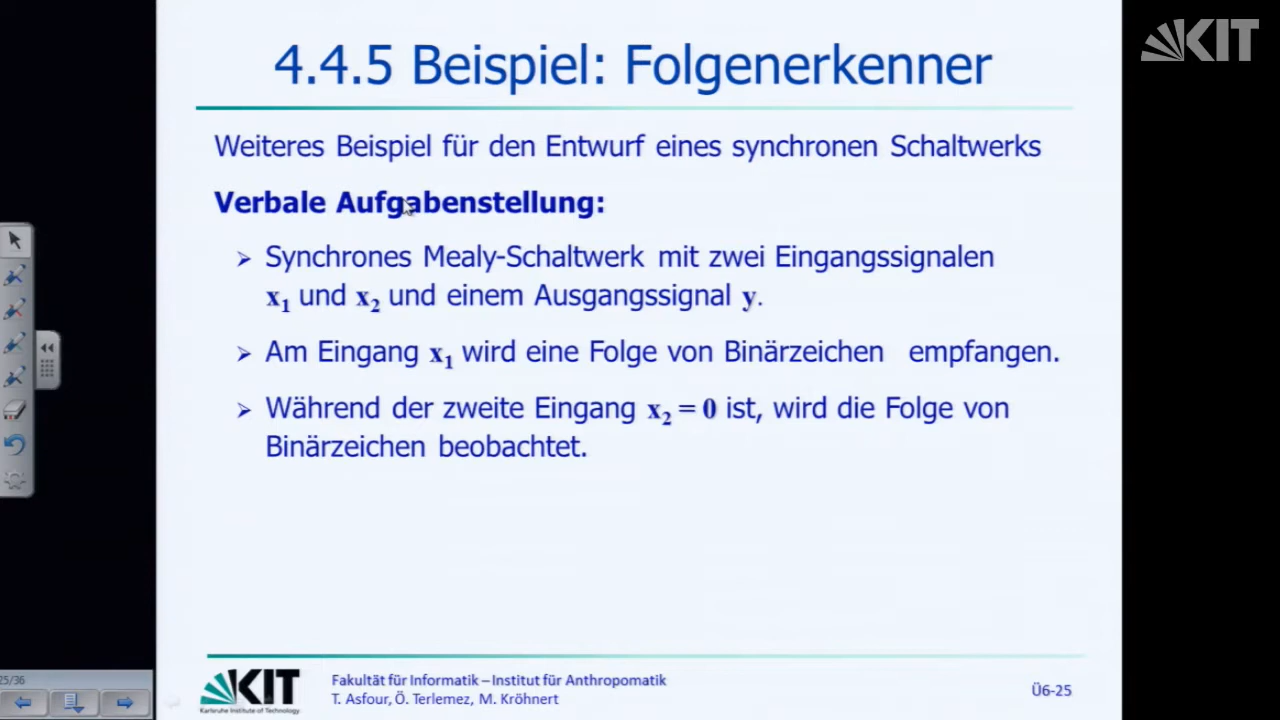 KIT
4.4.5 Beispiel: Folgenerkenner
Weiteres Beispiel für den Entwurf eines synchronen Schaltwerks
Verbale Aufgabenstellung:
➢ Synchrones Mealy-Schaltwerk mit zwei Eingangssignalen
x₁ und x₂ und einem Ausgangssignal y.
➢ Am Eingang x₁ wird eine Folge von Binärzeichen empfangen.
➢ Während der zweite Eingang x₂ = 0 ist, wird die Folge von
Binärzeichen beobachtet.
25/36
KIT
Karlsruhe Institute of Technology
Fakultät für Informatik – Institut für Anthropomatik
T. Asfour, Ö. Terlemez, M. Kröhnert
Ü6-25